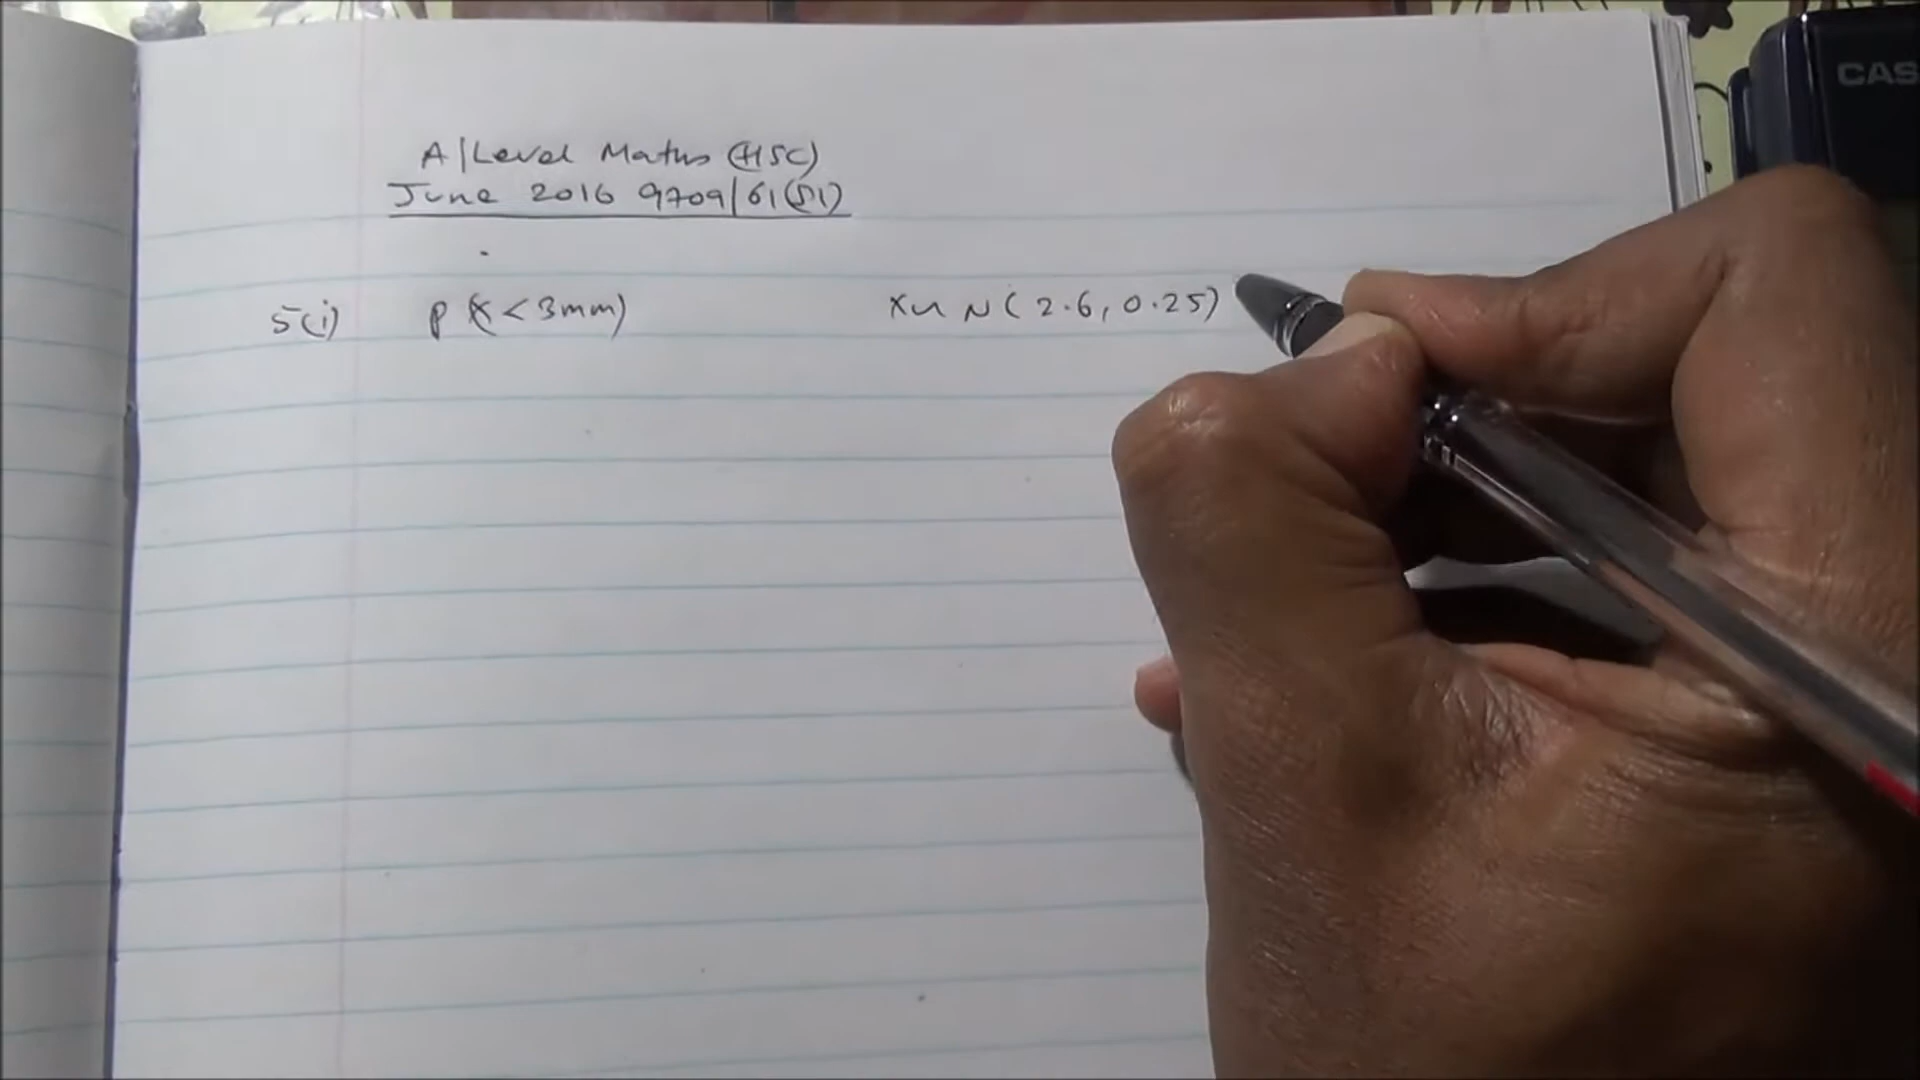 A/Level Maths (HSC)
June 2016 9709/61(S1)
5(i) P(X < 3mm) X ~ N(2.6, 0.25)
CAS